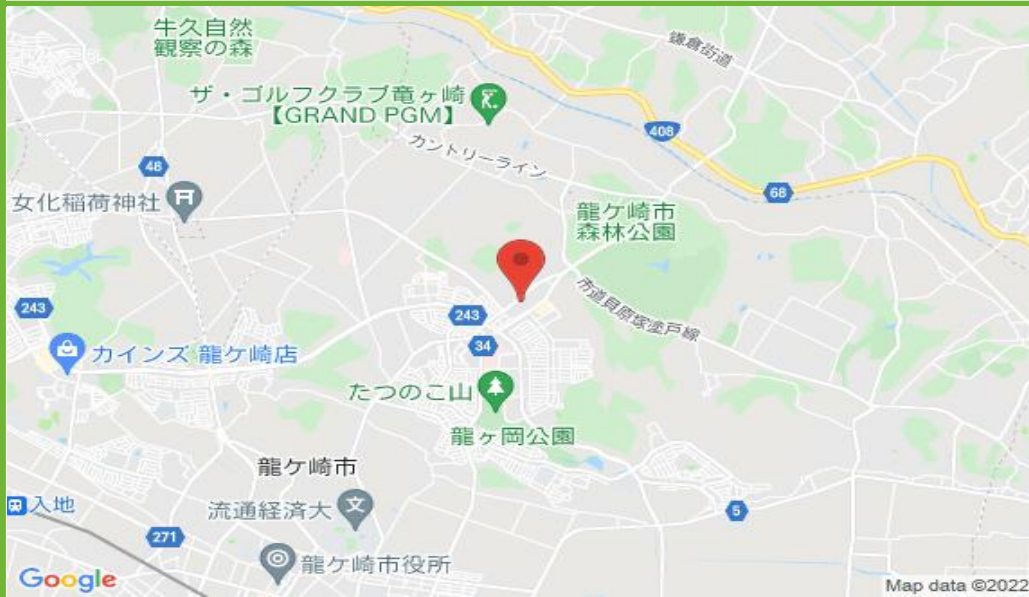 牛久自然
観察の森
鎌倉街道
ザ・ゴルフクラブ竜ヶ崎
【GRAND PGM】
408
カントリーライン
48
68
女化稲荷神社
龍ケ崎市
森林公園
市道貝原塚塗戸線
243
243
34
カインズ 龍ケ崎店
たつのこ山
龍ヶ岡公園
龍ケ崎市
入地
流通経済大
文
5
271
龍ケ崎市役所
Google
Map data ©2022